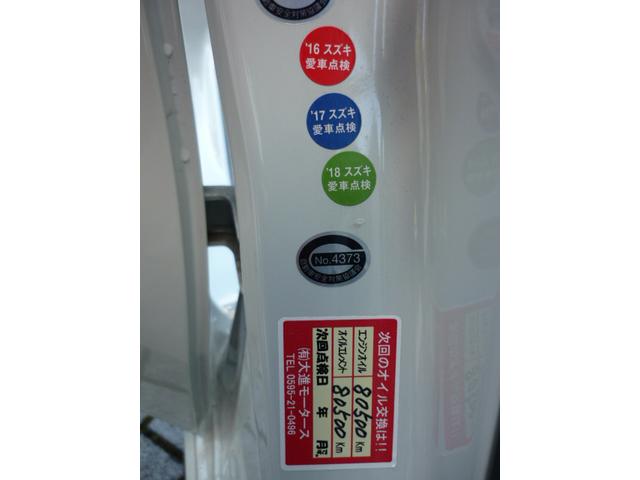 '16 スズキ
愛車点検
'17 スズキ
愛車点検
'18 スズキ
愛車点検
No.4373
次回のオイル交換は!!
エンジンオイル 80500 Km
オイルエレメント 80500 Km
次回点検日 年 月
(有)大進モータース
TEL 0595-21-0496